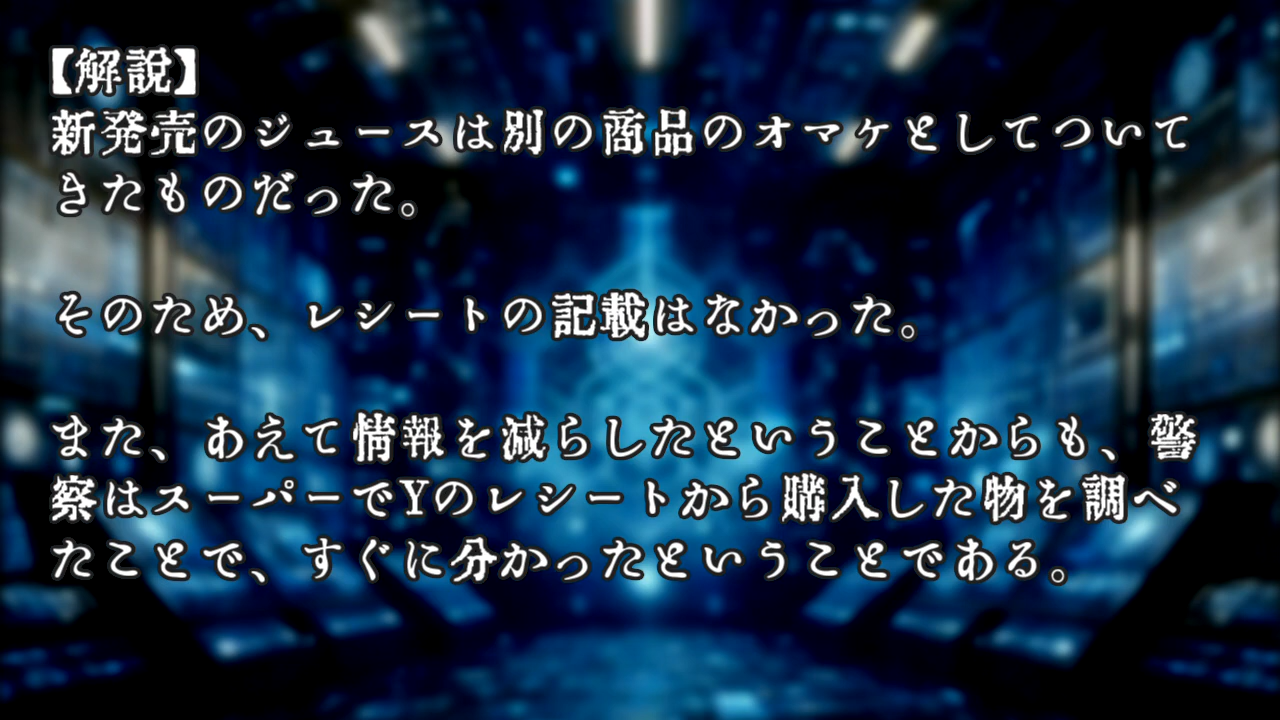 【解説】
新発売のジュースは別の商品のオマケとしてついて
きたものだった。
そのため、レシートの記載はなかった。
また、あえて情報を減らしたということからも、警
察はスーパーでYのレシートから購入した物を調べ
たことで、すぐに分かったということである。